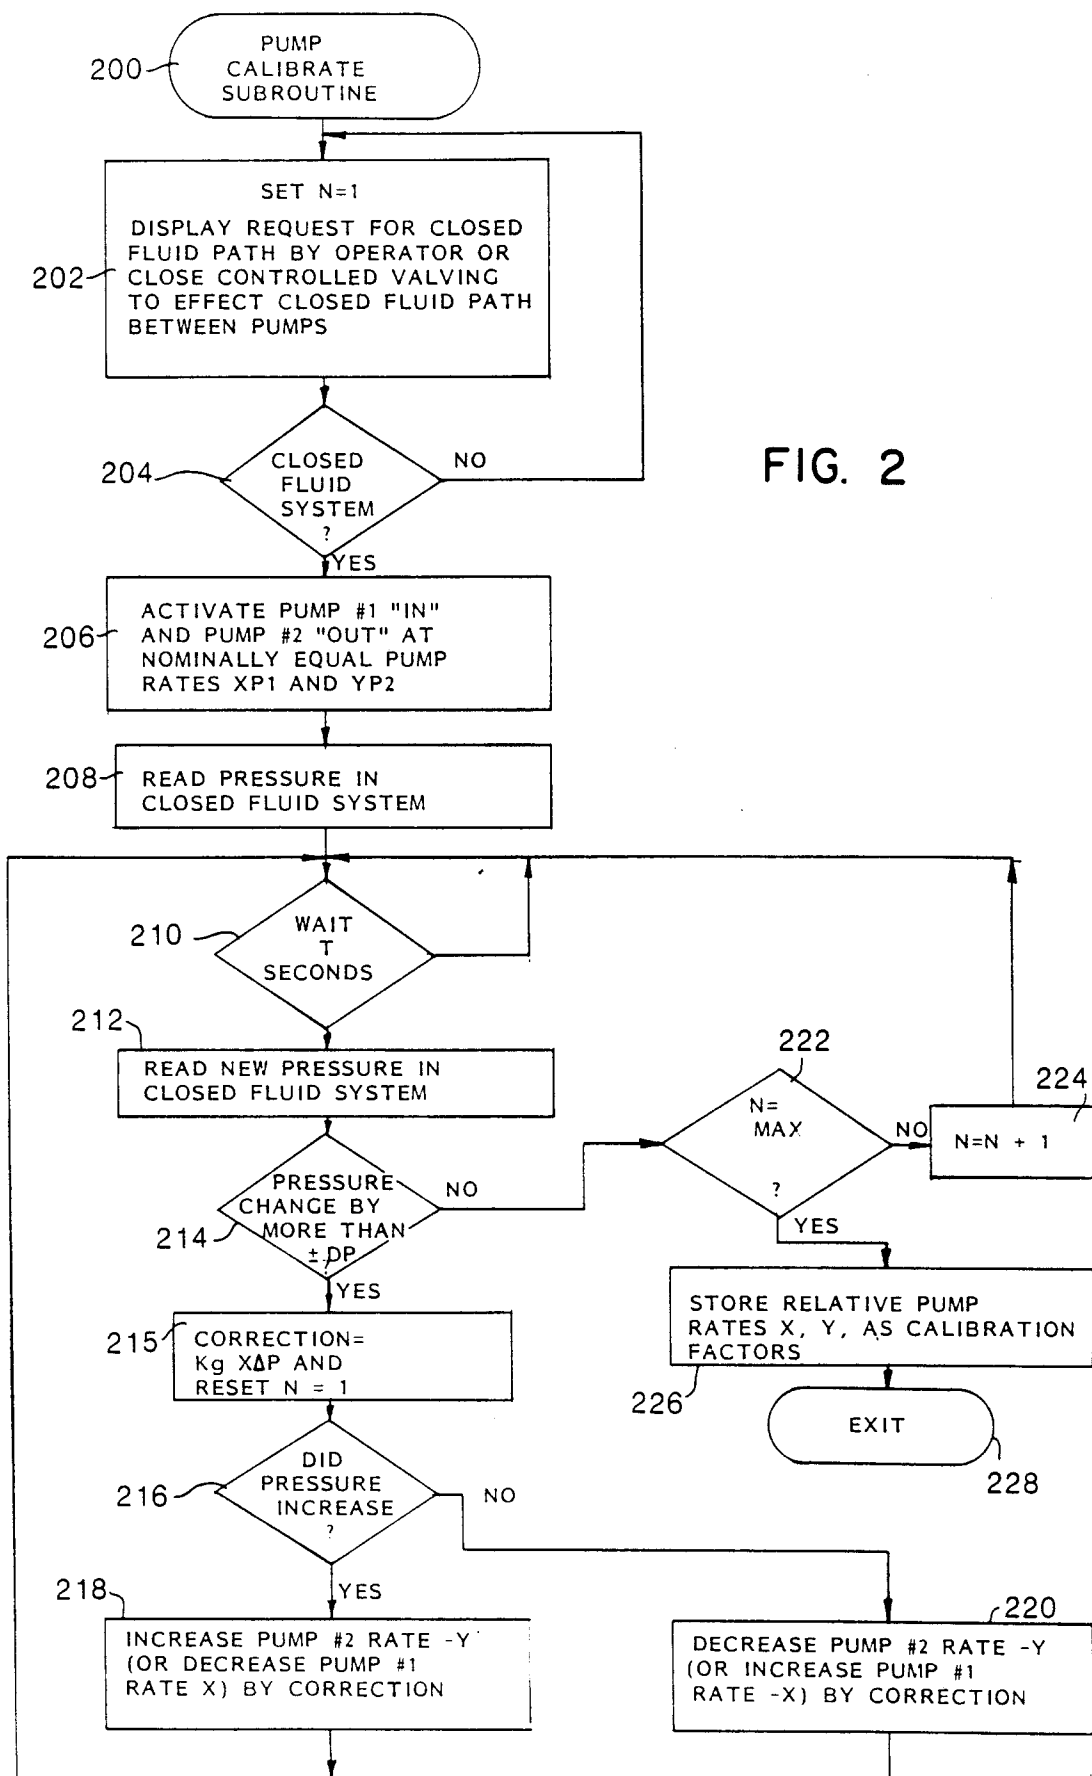 PUMP
CALIBRATE
SUBROUTINE
200
SET N=1
DISPLAY REQUEST FOR CLOSED
FLUID PATH BY OPERATOR OR
CLOSE CONTROLLED VALVING
TO EFFECT CLOSED FLUID PATH
BETWEEN PUMPS
202
CLOSED
FLUID
SYSTEM
?
204
NO
YES
FIG. 2
ACTIVATE PUMP #1 "IN"
AND PUMP #2 "OUT" AT
NOMINALLY EQUAL PUMP
RATES XP1 AND YP2
206
READ PRESSURE IN
CLOSED FLUID SYSTEM
208
WAIT
T
SECONDS
210
212
READ NEW PRESSURE IN
CLOSED FLUID SYSTEM
PRESSURE
CHANGE BY
MORE THAN
± DP
?
214
NO
YES
222
N=
MAX
?
NO
YES
224
N=N + 1
215
CORRECTION=
Kg XΔP AND
RESET N = 1
STORE RELATIVE PUMP
RATES X, Y, AS CALIBRATION
FACTORS
226
EXIT
228
DID
PRESSURE
INCREASE
?
216
NO
YES
218
INCREASE PUMP #2 RATE -Y
(OR DECREASE PUMP #1
RATE X) BY CORRECTION
220
DECREASE PUMP #2 RATE -Y
(OR INCREASE PUMP #1
RATE -X) BY CORRECTION